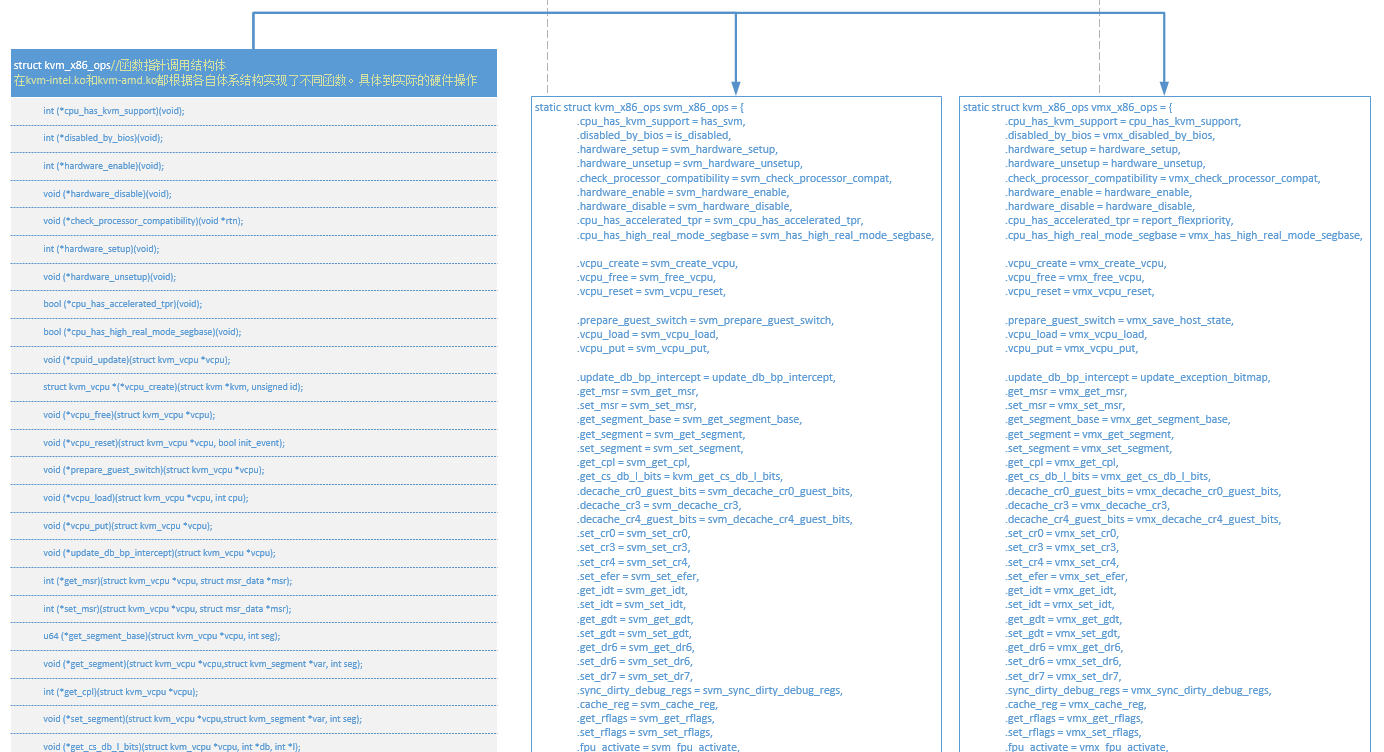 struct kvm_x86_ops//函数指针调用结构体
在kvm-intel.ko和kvm-amd.ko都根据各自体系结构实现了不同函数。具体到实际的硬件操作
int (*cpu_has_kvm_support)(void);
int (*disabled_by_bios)(void);
int (*hardware_enable)(void);
void (*hardware_disable)(void);
void (*check_processor_compatibility)(void *rtn);
int (*hardware_setup)(void);
void (*hardware_unsetup)(void);
bool (*cpu_has_accelerated_tpr)(void);
bool (*cpu_has_high_real_mode_segbase)(void);
void (*cpuid_update)(struct kvm_vcpu *vcpu);
struct kvm_vcpu *(*vcpu_create)(struct kvm *kvm, unsigned id);
void (*vcpu_free)(struct kvm_vcpu *vcpu);
void (*vcpu_reset)(struct kvm_vcpu *vcpu, bool init_event);
void (*prepare_guest_switch)(struct kvm_vcpu *vcpu);
void (*vcpu_load)(struct kvm_vcpu *vcpu, int cpu);
void (*vcpu_put)(struct kvm_vcpu *vcpu);
void (*update_db_bp_intercept)(struct kvm_vcpu *vcpu);
int (*get_msr)(struct kvm_vcpu *vcpu, struct msr_data *msr);
int (*set_msr)(struct kvm_vcpu *vcpu, struct msr_data *msr);
u64 (*get_segment_base)(struct kvm_vcpu *vcpu, int seg);
void (*get_segment)(struct kvm_vcpu *vcpu,struct kvm_segment *var, int seg);
int (*get_cpl)(struct kvm_vcpu *vcpu);
void (*set_segment)(struct kvm_vcpu *vcpu,struct kvm_segment *var, int seg);
void (*get_cs_db_l_bits)(struct kvm_vcpu *vcpu, int *db, int *l);
static struct kvm_x86_ops svm_x86_ops = {
.cpu_has_kvm_support = has_svm,
.disabled_by_bios = is_disabled,
.hardware_setup = svm_hardware_setup,
.hardware_unsetup = svm_hardware_unsetup,
.check_processor_compatibility = svm_check_processor_compat,
.hardware_enable = svm_hardware_enable,
.hardware_disable = svm_hardware_disable,
.cpu_has_accelerated_tpr = svm_cpu_has_accelerated_tpr,
.cpu_has_high_real_mode_segbase = svm_has_high_real_mode_segbase,
.vcpu_create = svm_create_vcpu,
.vcpu_free = svm_free_vcpu,
.vcpu_reset = svm_vcpu_reset,
.prepare_guest_switch = svm_prepare_guest_switch,
.vcpu_load = svm_vcpu_load,
.vcpu_put = svm_vcpu_put,
.update_db_bp_intercept = update_db_bp_intercept,
.get_msr = svm_get_msr,
.set_msr = svm_set_msr,
.get_segment_base = svm_get_segment_base,
.get_segment = svm_get_segment,
.set_segment = svm_set_segment,
.get_cpl = svm_get_cpl,
.get_cs_db_l_bits = kvm_get_cs_db_l_bits,
.decache_cr0_guest_bits = svm_decache_cr0_guest_bits,
.decache_cr3 = svm_decache_cr3,
.decache_cr4_guest_bits = svm_decache_cr4_guest_bits,
.set_cr0 = svm_set_cr0,
.set_cr3 = svm_set_cr3,
.set_cr4 = svm_set_cr4,
.set_efer = svm_set_efer,
.get_idt = svm_get_idt,
.set_idt = svm_set_idt,
.get_gdt = svm_get_gdt,
.set_gdt = svm_set_gdt,
.get_dr6 = svm_get_dr6,
.set_dr6 = svm_set_dr6,
.set_dr7 = svm_set_dr7,
.sync_dirty_debug_regs = svm_sync_dirty_debug_regs,
.cache_reg = svm_cache_reg,
.get_rflags = svm_get_rflags,
.set_rflags = svm_set_rflags,
.fpu_activate = svm_fpu_activate,
static struct kvm_x86_ops vmx_x86_ops = {
.cpu_has_kvm_support = cpu_has_kvm_support,
.disabled_by_bios = vmx_disabled_by_bios,
.hardware_setup = hardware_setup,
.hardware_unsetup = hardware_unsetup,
.check_processor_compatibility = vmx_check_processor_compat,
.hardware_enable = hardware_enable,
.hardware_disable = hardware_disable,
.cpu_has_accelerated_tpr = report_flexpriority,
.cpu_has_high_real_mode_segbase = vmx_has_high_real_mode_segbase,
.vcpu_create = vmx_create_vcpu,
.vcpu_free = vmx_free_vcpu,
.vcpu_reset = vmx_vcpu_reset,
.prepare_guest_switch = vmx_save_host_state,
.vcpu_load = vmx_vcpu_load,
.vcpu_put = vmx_vcpu_put,
.update_db_bp_intercept = update_exception_bitmap,
.get_msr = vmx_get_msr,
.set_msr = vmx_set_msr,
.get_segment_base = vmx_get_segment_base,
.get_segment = vmx_get_segment,
.set_segment = vmx_set_segment,
.get_cpl = vmx_get_cpl,
.get_cs_db_l_bits = vmx_get_cs_db_l_bits,
.decache_cr0_guest_bits = vmx_decache_cr0_guest_bits,
.decache_cr3 = vmx_decache_cr3,
.decache_cr4_guest_bits = vmx_decache_cr4_guest_bits,
.set_cr0 = vmx_set_cr0,
.set_cr3 = vmx_set_cr3,
.set_cr4 = vmx_set_cr4,
.set_efer = vmx_set_efer,
.get_idt = vmx_get_idt,
.set_idt = vmx_set_idt,
.get_gdt = vmx_get_gdt,
.set_gdt = vmx_set_gdt,
.get_dr6 = vmx_get_dr6,
.set_dr6 = vmx_set_dr6,
.set_dr7 = vmx_set_dr7,
.sync_dirty_debug_regs = vmx_sync_dirty_debug_regs,
.cache_reg = vmx_cache_reg,
.get_rflags = vmx_get_rflags,
.set_rflags = vmx_set_rflags,
.fpu_activate = vmx_fpu_activate,